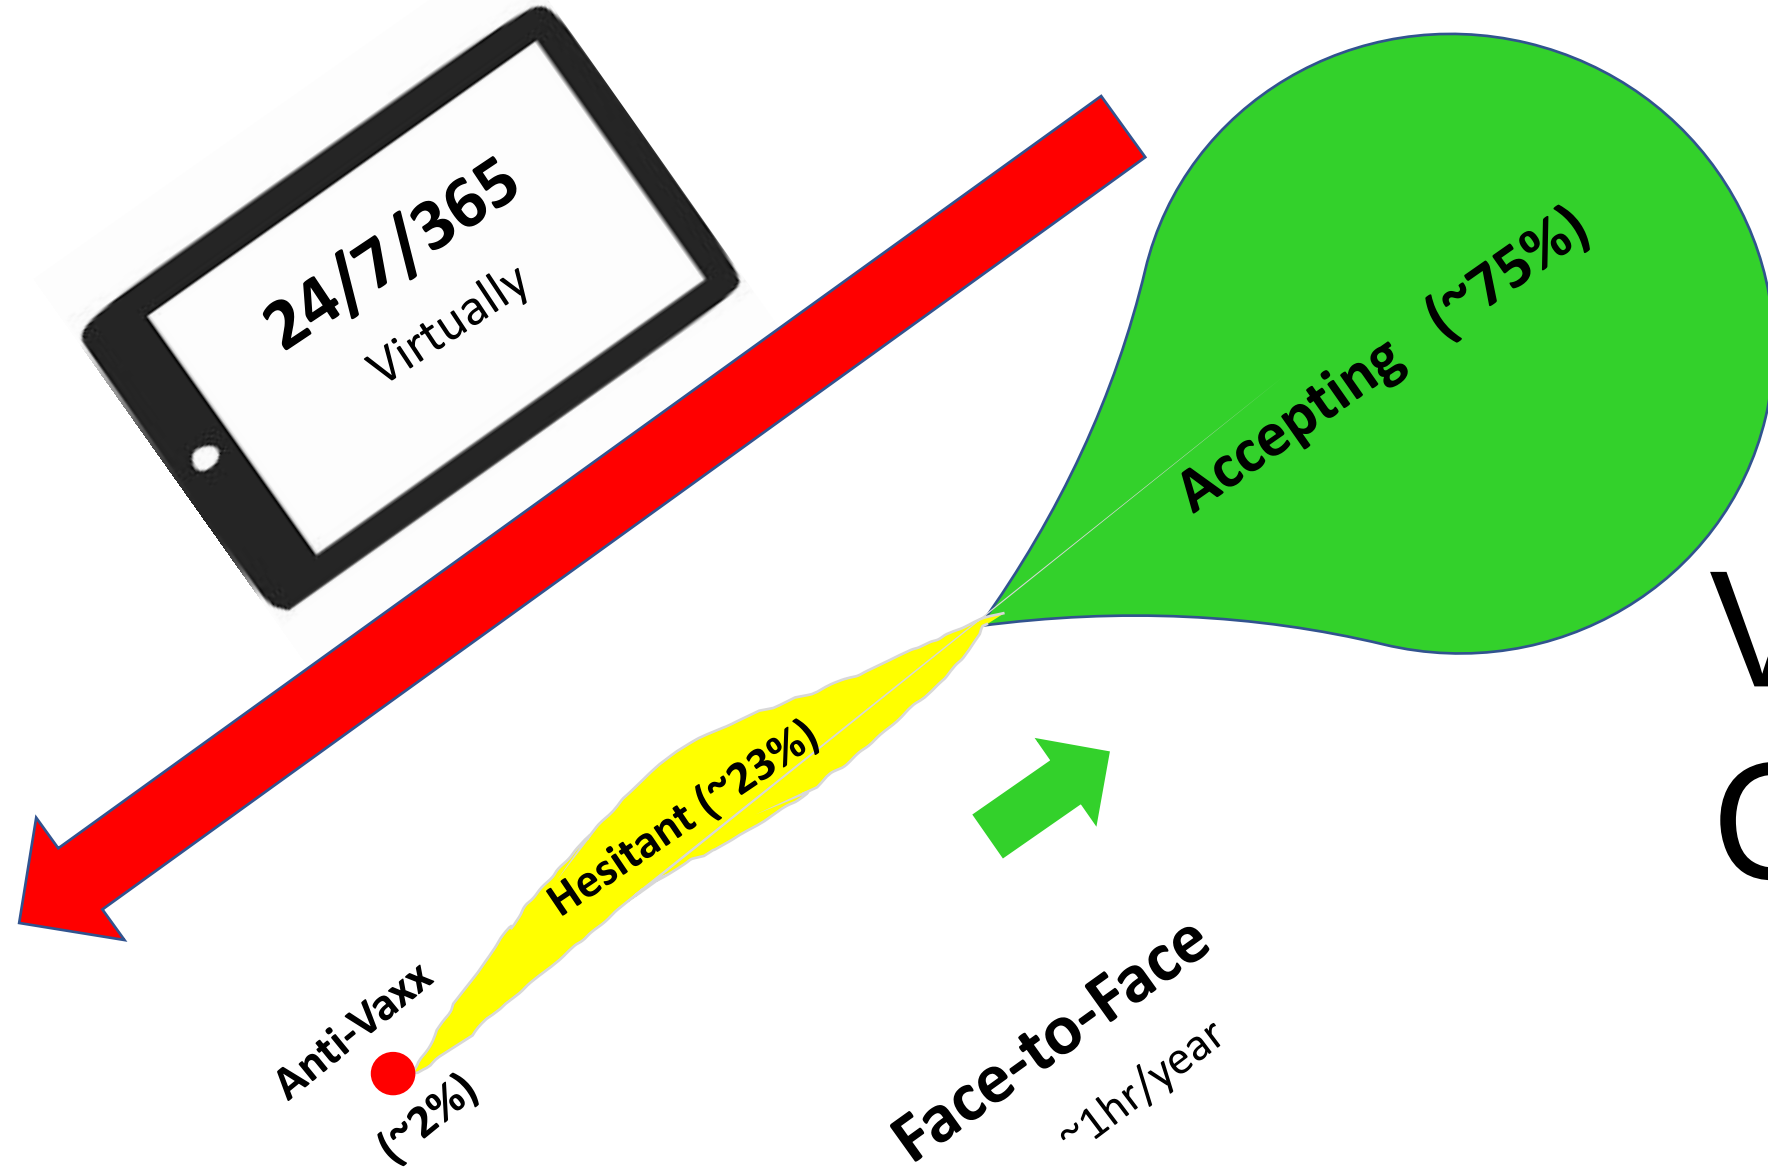 24/7/365
Virtually
Accepting (~75%)
Hesitant (~23%)
Anti-Vaxx
(~2%)
Face-to-Face
~1hr/year